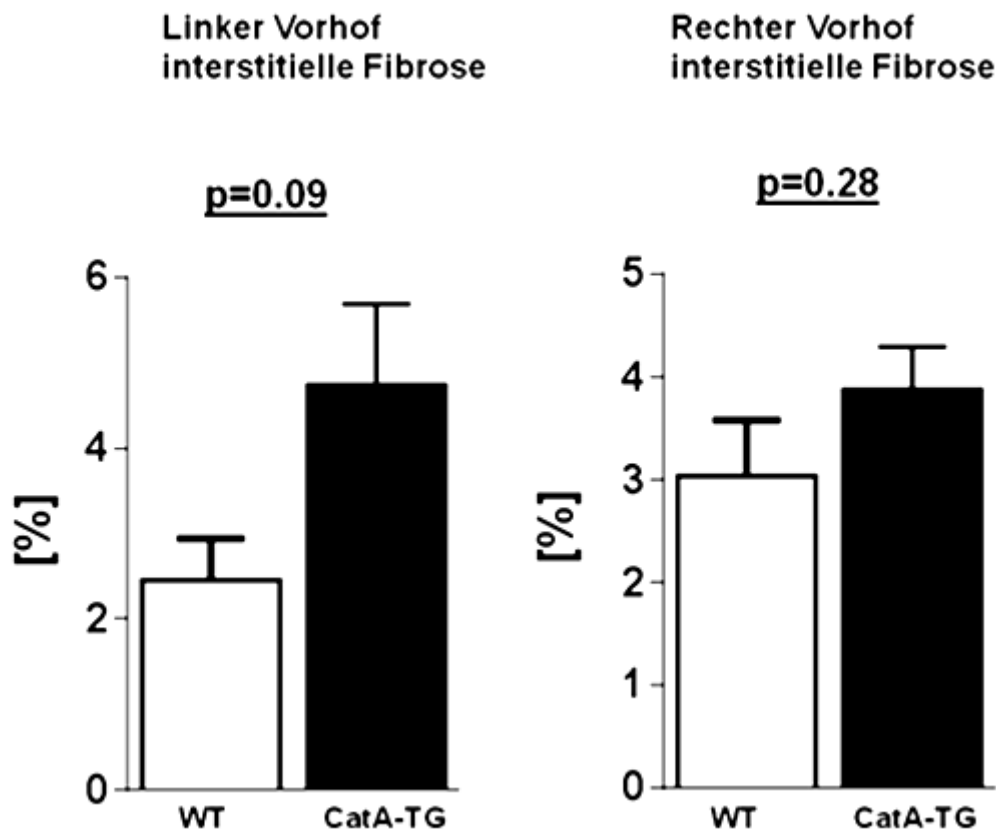 Linker Vorhof
interstitielle Fibrose
p=0.09
6
4
2
0
[%]
WT CatA-TG
Rechter Vorhof
interstitielle Fibrose
p=0.28
5
4
3
2
1
0
[%]
WT CatA-TG